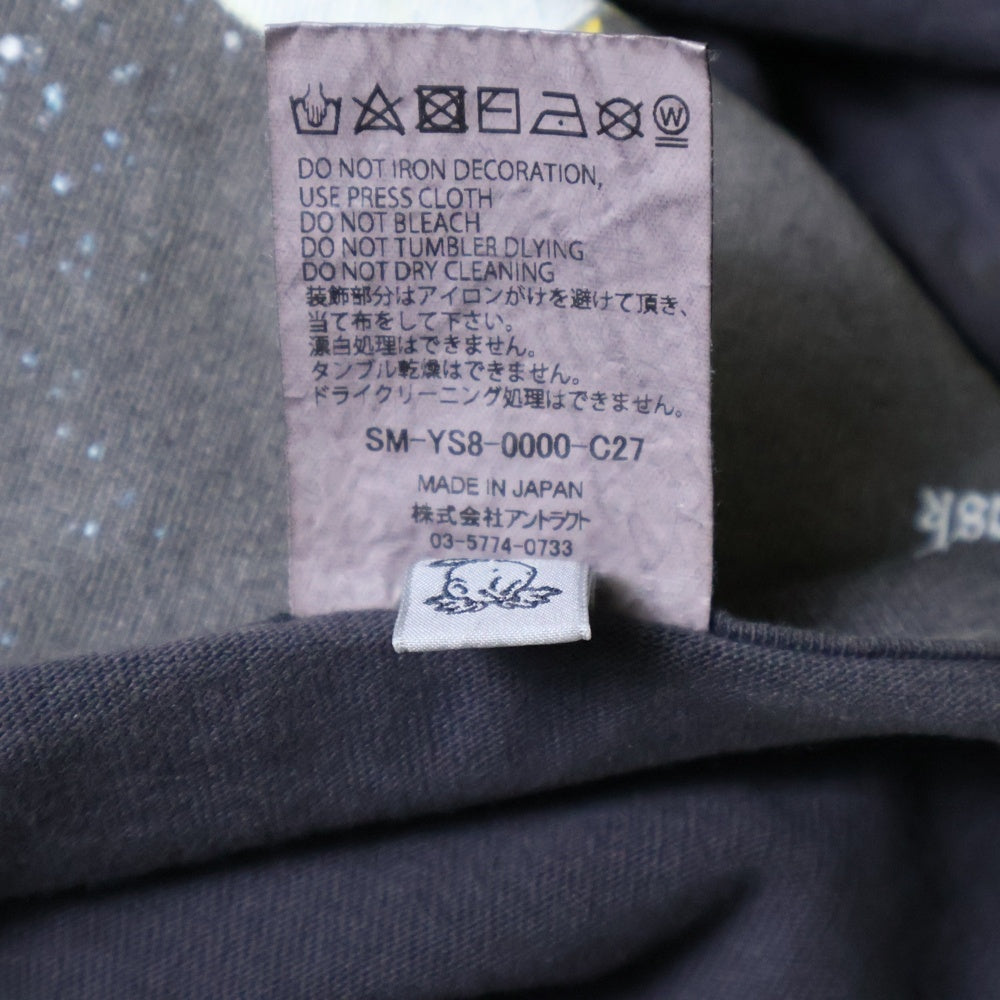 W
DO NOT IRON DECORATION,
USE PRESS CLOTH
DO NOT BLEACH
DO NOT TUMBLER DLYING
DO NOT DRY CLEANING
装飾部分はアイロンがけを避けて頂き、
当て布をして下さい。
漂白処理はできません。
タンブル乾燥はできません。
ドライクリーニング処理はできません。
SM-YS8-0000-C27
MADE IN JAPAN
株式会社アントラクト
03-5774-0733